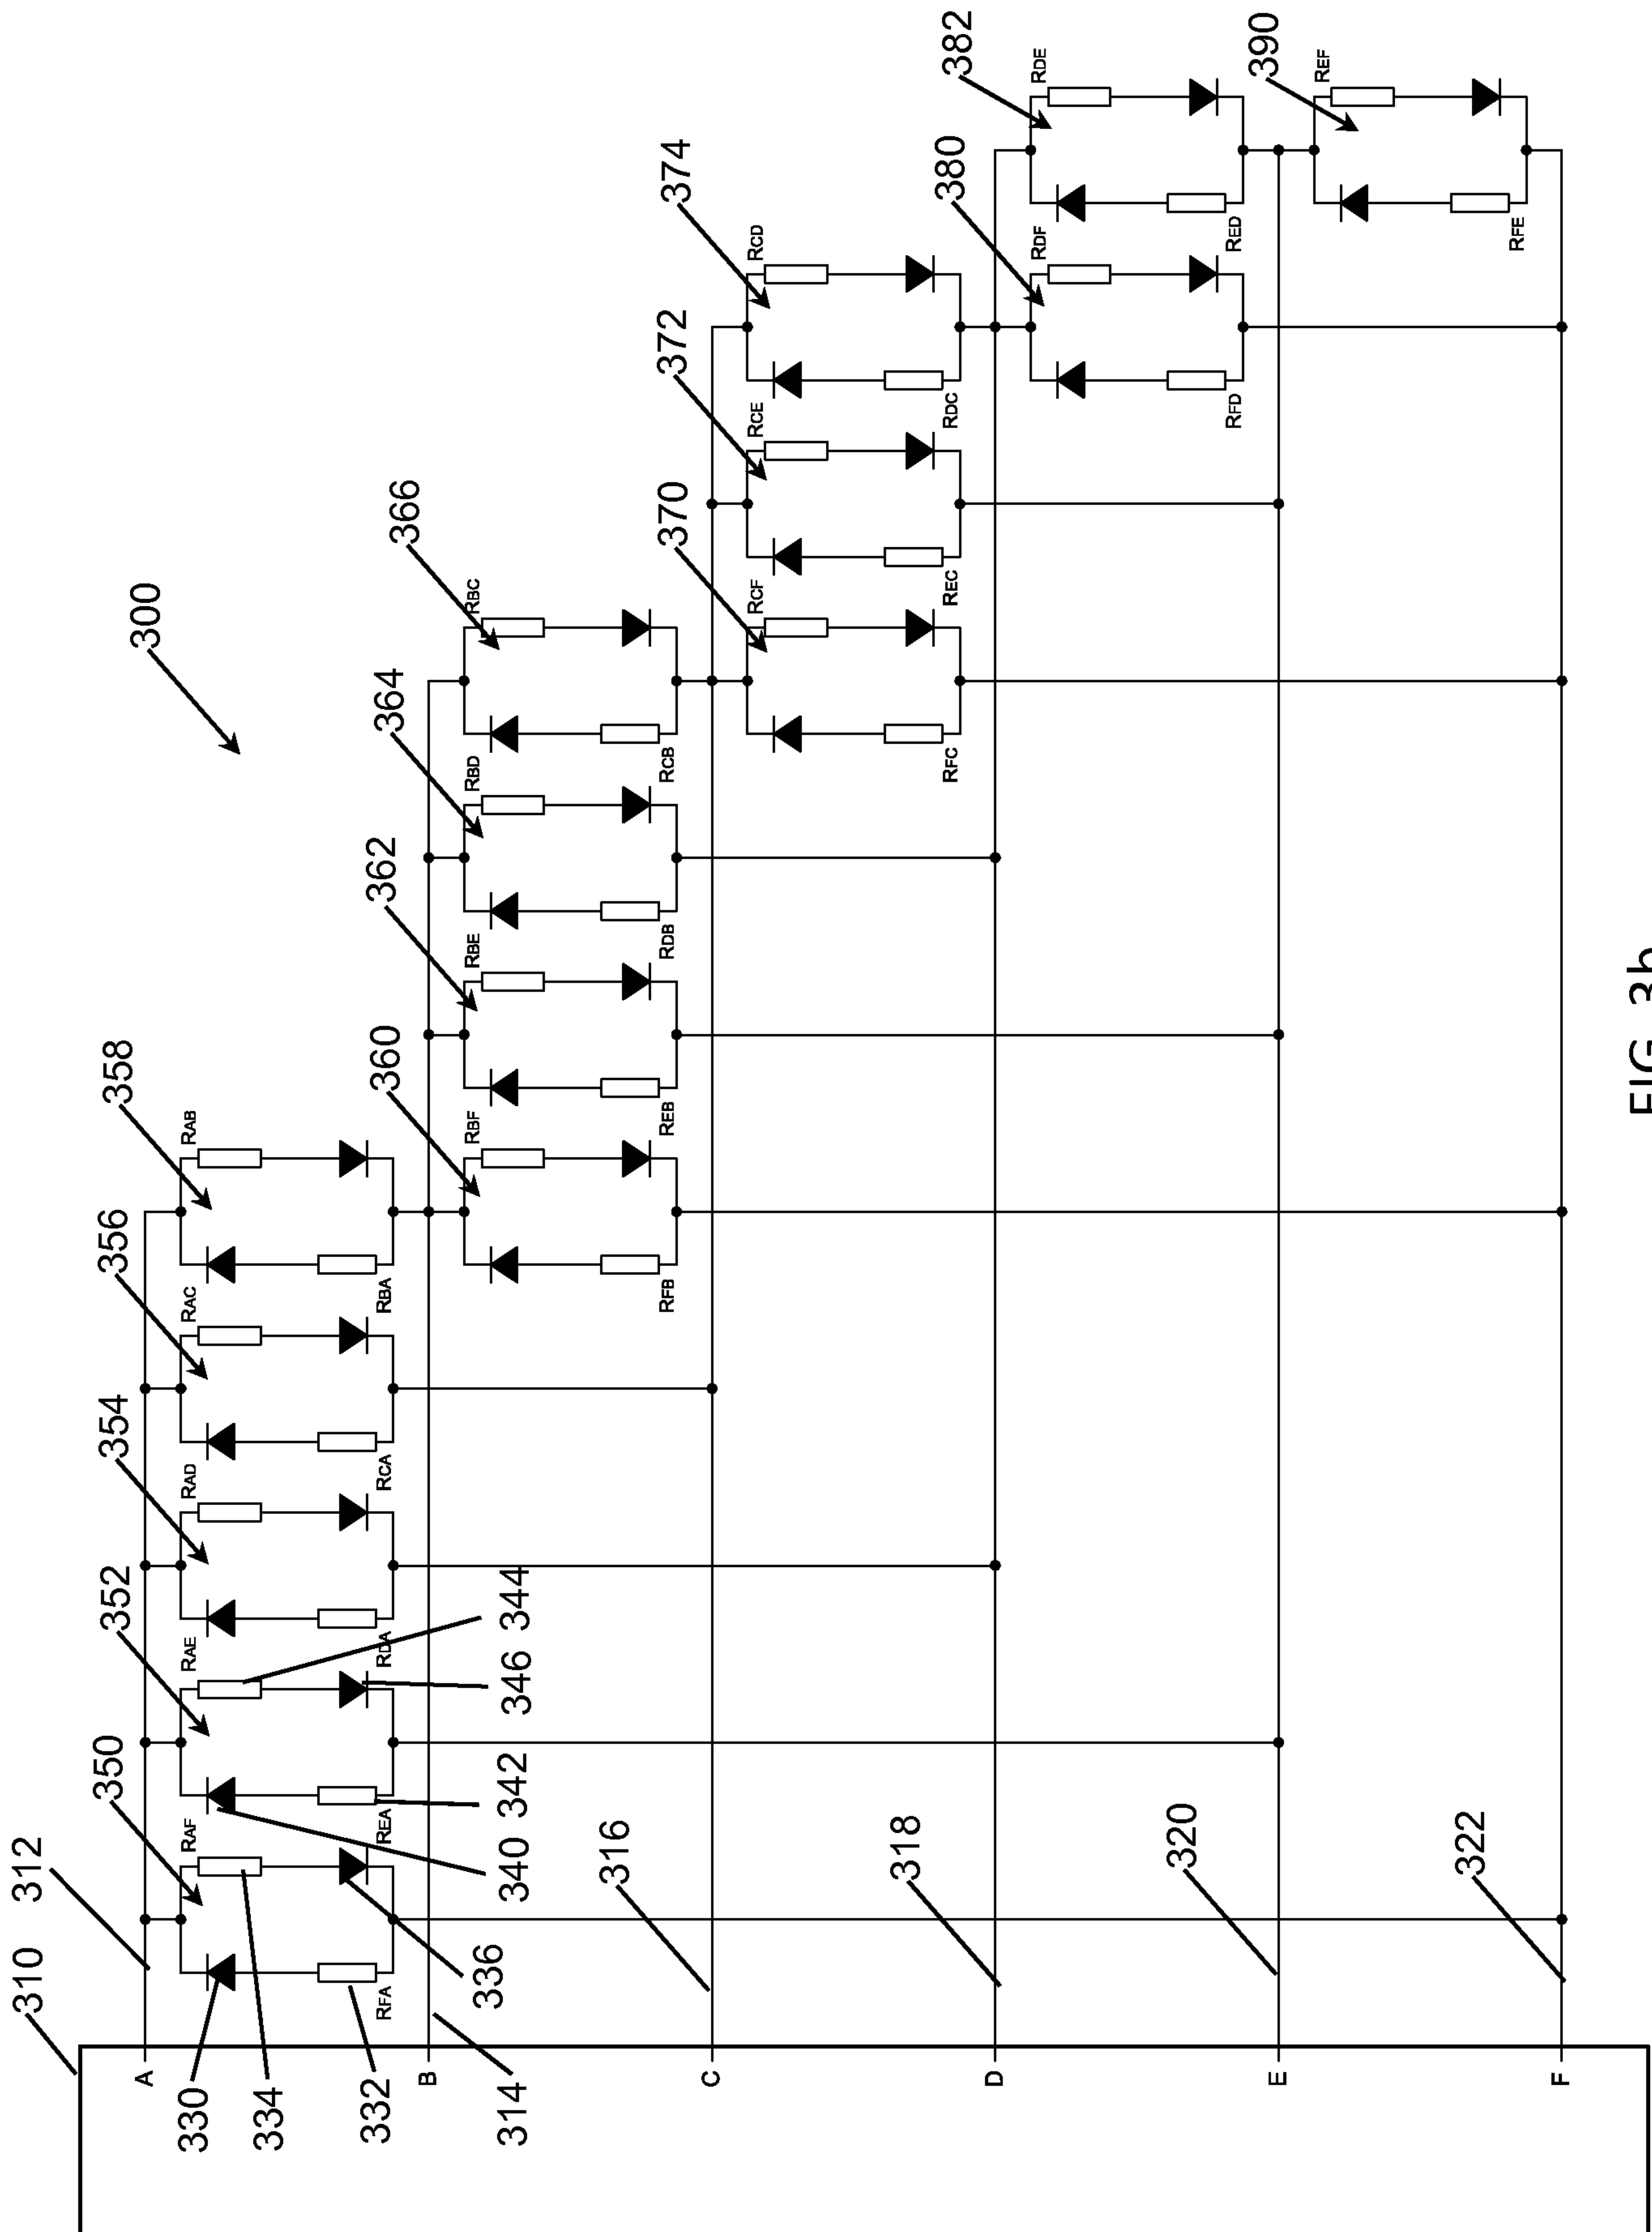 300
310
312
350
352
354
356
358
A
RAF
RAE
RAD
RAC
RAB
330
334
332
RFA
REA
RDA
RCA
RBA
336
340
342
346
344
314
B
360
362
364
366
RBF
RBE
RBD
RBC
RFB
REB
RDB
RCB
316
C
370
372
374
RCF
RCE
RCD
RFC
REC
RDC
318
D
380
382
RDF
RDE
RFD
RED
320
E
390
REF
RFE
322
F
FIG. 3b